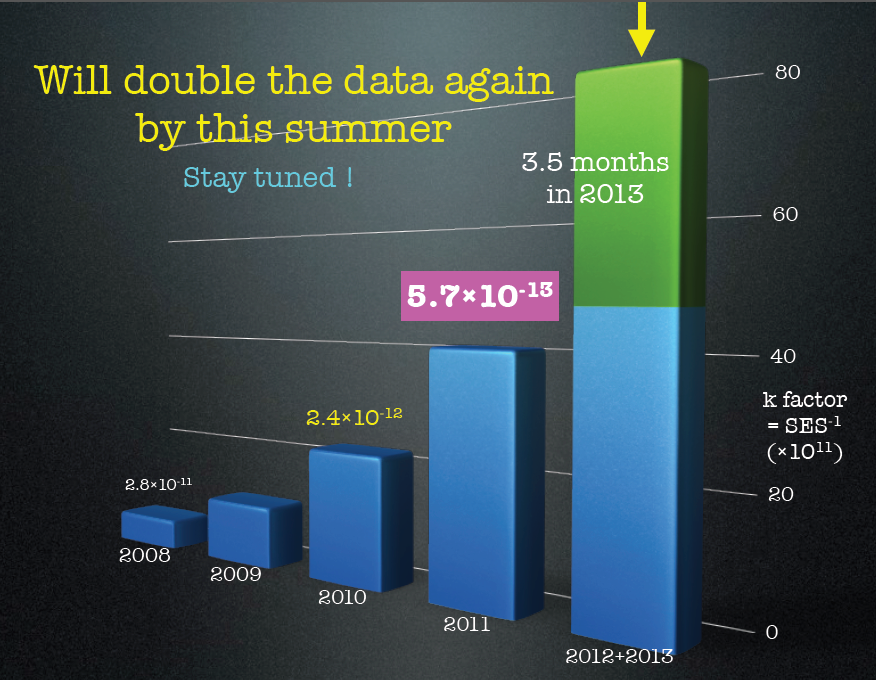 Will double the data again
by this summer
Stay tuned !
3.5 months
in 2013
5.7×10⁻¹³
2.4×10⁻¹²
2.8×10⁻¹¹
80
60
40
k factor
= SES⁻¹
(×10¹¹)
20
0
2008
2009
2010
2011
2012+2013